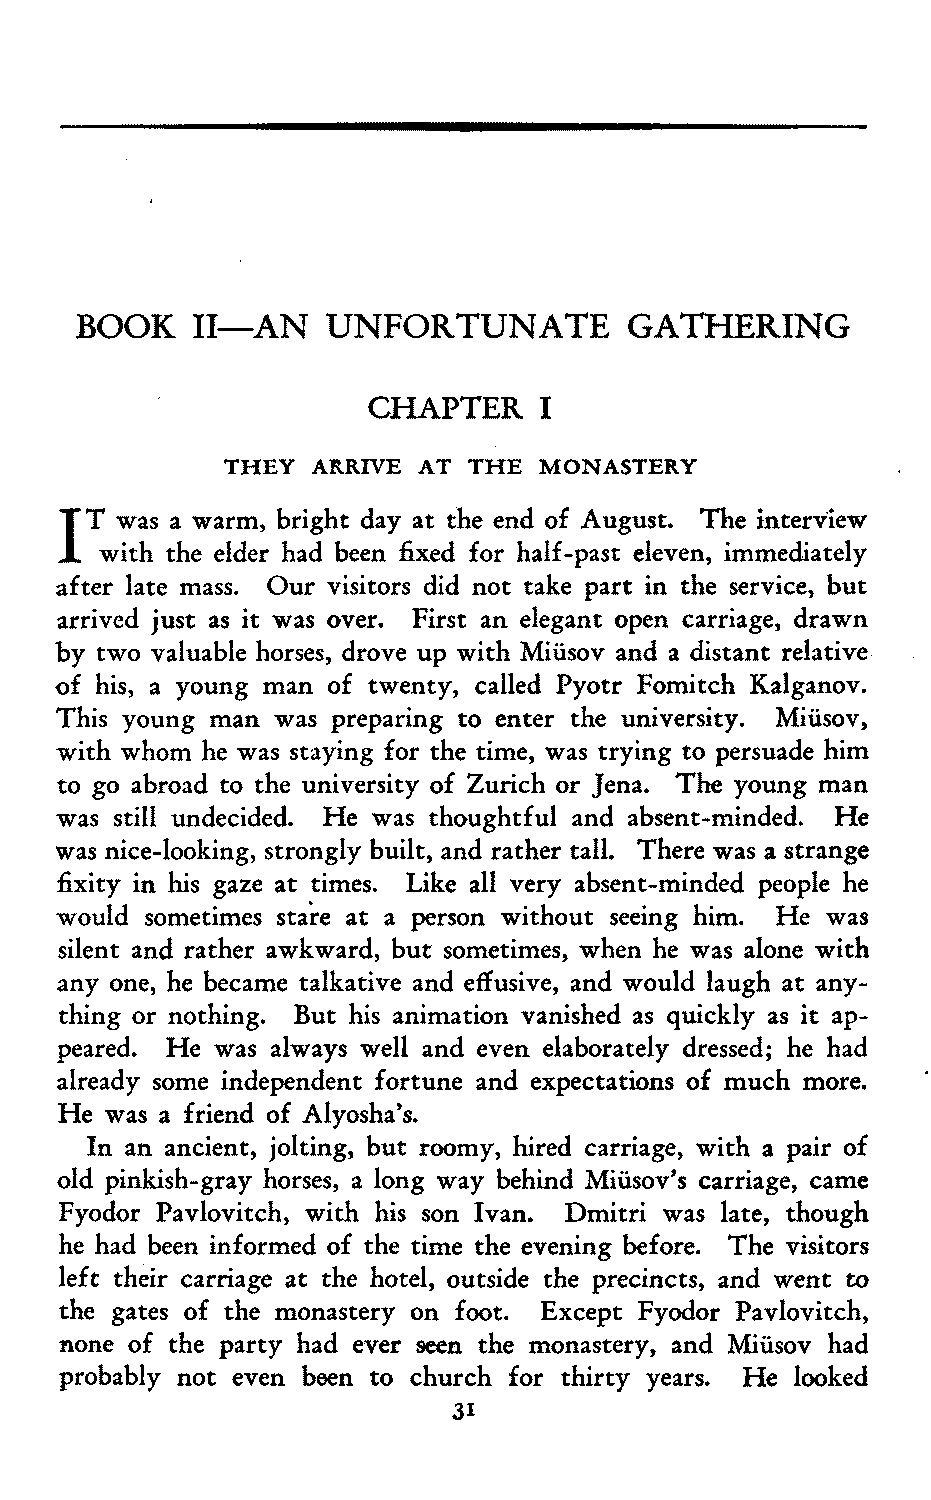 BOOK II—AN UNFORTUNATE GATHERING
CHAPTER I
THEY ARRIVE AT THE MONASTERY
IT was a warm, bright day at the end of August. The interview
with the elder had been fixed for half-past eleven, immediately
after late mass. Our visitors did not take part in the service, but
arrived just as it was over. First an elegant open carriage, drawn
by two valuable horses, drove up with Miüsov and a distant relative
of his, a young man of twenty, called Pyotr Fomitch Kalganov.
This young man was preparing to enter the university. Miüsov,
with whom he was staying for the time, was trying to persuade him
to go abroad to the university of Zurich or Jena. The young man
was still undecided. He was thoughtful and absent-minded. He
was nice-looking, strongly built, and rather tall. There was a strange
fixity in his gaze at times. Like all very absent-minded people he
would sometimes stare at a person without seeing him. He was
silent and rather awkward, but sometimes, when he was alone with
any one, he became talkative and effusive, and would laugh at any-
thing or nothing. But his animation vanished as quickly as it ap-
peared. He was always well and even elaborately dressed; he had
already some independent fortune and expectations of much more.
He was a friend of Alyosha's.
In an ancient, jolting, but roomy, hired carriage, with a pair of
old pinkish-gray horses, a long way behind Miüsov's carriage, came
Fyodor Pavlovitch, with his son Ivan. Dmitri was late, though
he had been informed of the time the evening before. The visitors
left their carriage at the hotel, outside the precincts, and went to
the gates of the monastery on foot. Except Fyodor Pavlovitch,
none of the party had ever seen the monastery, and Miüsov had
probably not even been to church for thirty years. He looked
31